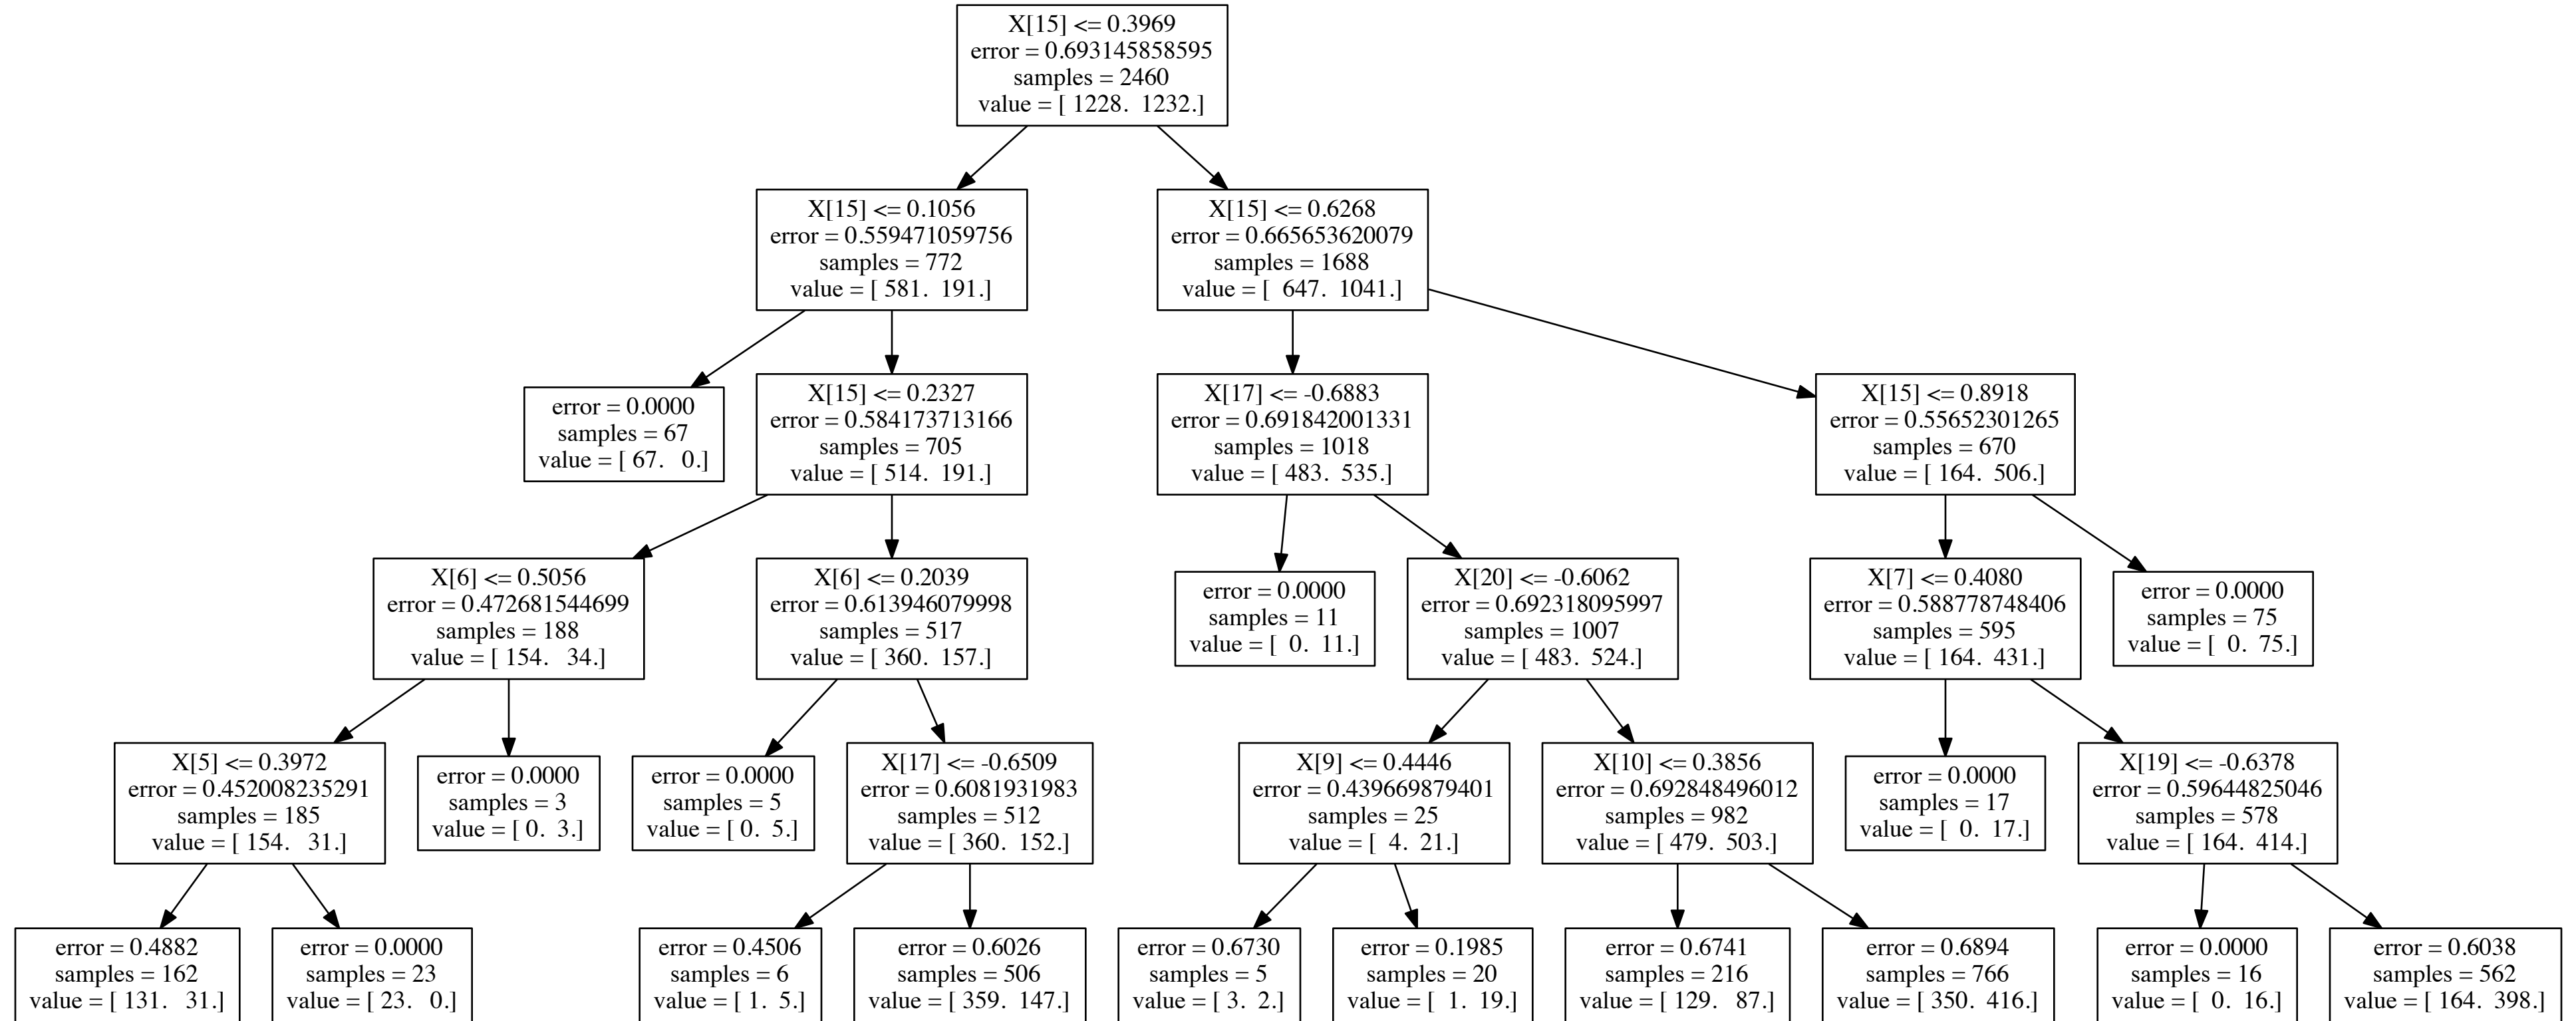 X[15] <= 0.3969
error = 0.693145858595
samples = 2460
value = [ 1228.  1232.]
X[15] <= 0.1056
error = 0.559471059756
samples = 772
value = [ 581.  191.]
X[15] <= 0.6268
error = 0.665653620079
samples = 1688
value = [  647.  1041.]
error = 0.0000
samples = 67
value = [ 67.   0.]
X[15] <= 0.2327
error = 0.584173713166
samples = 705
value = [ 514.  191.]
X[17] <= -0.6883
error = 0.691842001331
samples = 1018
value = [ 483.  535.]
X[15] <= 0.8918
error = 0.55652301265
samples = 670
value = [ 164.  506.]
X[6] <= 0.5056
error = 0.472681544699
samples = 188
value = [ 154.   34.]
X[6] <= 0.2039
error = 0.613946079998
samples = 517
value = [ 360.  157.]
error = 0.0000
samples = 11
value = [  0.  11.]
X[20] <= -0.6062
error = 0.692318095997
samples = 1007
value = [ 483.  524.]
X[7] <= 0.4080
error = 0.588778748406
samples = 595
value = [ 164.  431.]
error = 0.0000
samples = 75
value = [  0.  75.]
X[5] <= 0.3972
error = 0.452008235291
samples = 185
value = [ 154.   31.]
error = 0.0000
samples = 3
value = [ 0.  3.]
error = 0.0000
samples = 5
value = [ 0.  5.]
X[17] <= -0.6509
error = 0.6081931983
samples = 512
value = [ 360.  152.]
X[9] <= 0.4446
error = 0.439669879401
samples = 25
value = [  4.  21.]
X[10] <= 0.3856
error = 0.692848496012
samples = 982
value = [ 479.  503.]
error = 0.0000
samples = 17
value = [  0.  17.]
X[19] <= -0.6378
error = 0.59644825046
samples = 578
value = [ 164.  414.]
error = 0.4882
samples = 162
value = [ 131.   31.]
error = 0.0000
samples = 23
value = [ 23.   0.]
error = 0.4506
samples = 6
value = [ 1.  5.]
error = 0.6026
samples = 506
value = [ 359.  147.]
error = 0.6730
samples = 5
value = [ 3.  2.]
error = 0.1985
samples = 20
value = [  1.  19.]
error = 0.6741
samples = 216
value = [ 129.   87.]
error = 0.6894
samples = 766
value = [ 350.  416.]
error = 0.0000
samples = 16
value = [  0.  16.]
error = 0.6038
samples = 562
value = [ 164.  398.]